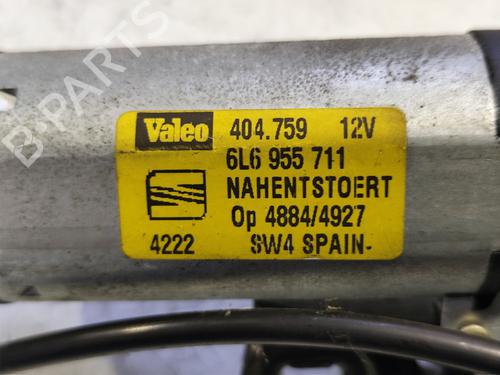 B-PARTS
Valeo 404.759 12V
6L6 955 711
NAHENTSTOERT
Op 4884/4927
4222 SW4 SPAIN-